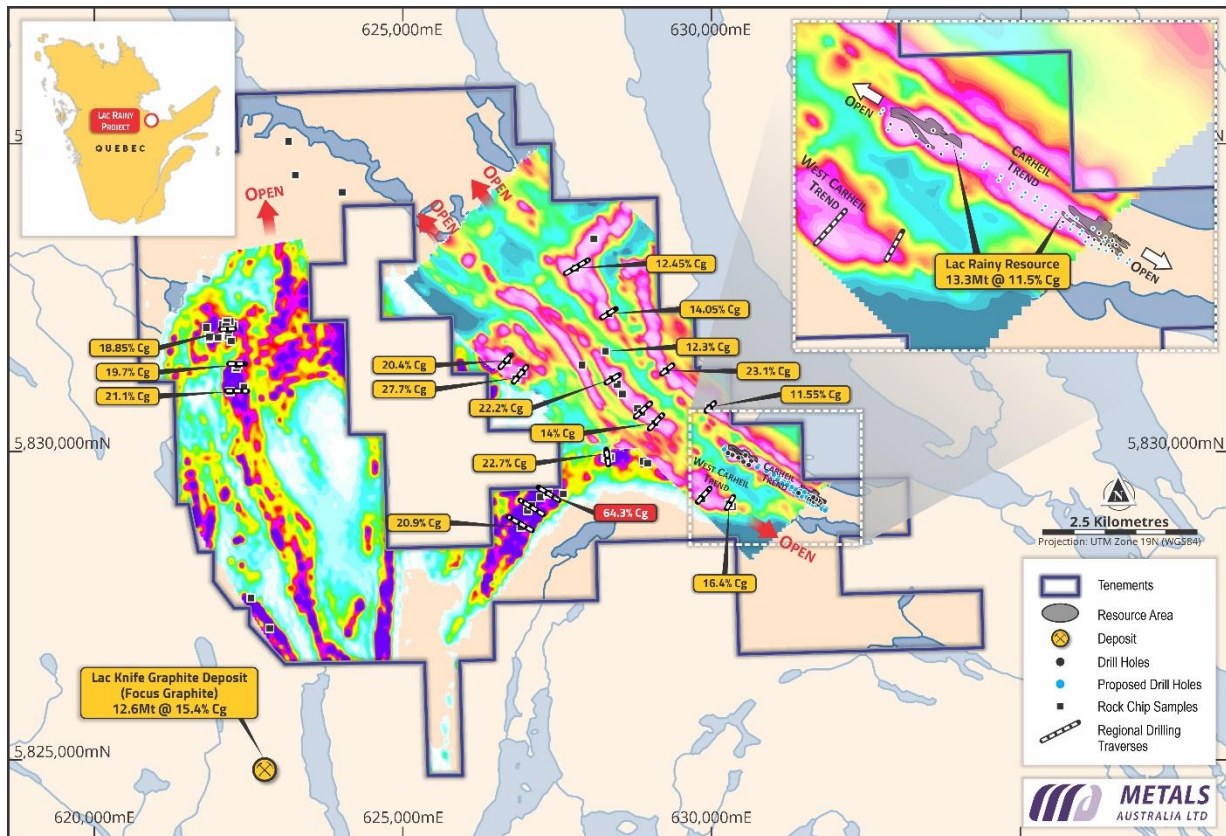 625,000mE
630,000mE
LAC RAINY
PROJECT
QUEBEC
OPEN
OPEN
OPEN
12.45% Cg
14.05% Cg
12.3% Cg
18.85% Cg
19.7% Cg
21.1% Cg
20.4% Cg
27.7% Cg
23.1% Cg
22.2% Cg
11.55% Cg
14% Cg
22.7% Cg
20.9% Cg
64.3% Cg
16.4% Cg
WEST CARHEIL
TREND
CARHEIL
TREND
OPEN
5,830,000mN
5,830,000mN
OPEN
CARHEIL
TREND
WEST CARHEIL
TREND
Lac Rainy Resource
13.3Mt @ 11.5% Cg
OPEN
N
2.5 Kilometres
Projection: UTM Zone 19N (WGS84)
Tenements
Resource Area
Deposit
Drill Holes
Proposed Drill Holes
Rock Chip Samples
Regional Drilling
Traverses
Lac Knife Graphite Deposit
(Focus Graphite)
12.6Mt @ 15.4% Cg
5,825,000mN
620,000mE
625,000mE
630,000mE
METALS
AUSTRALIA LTD